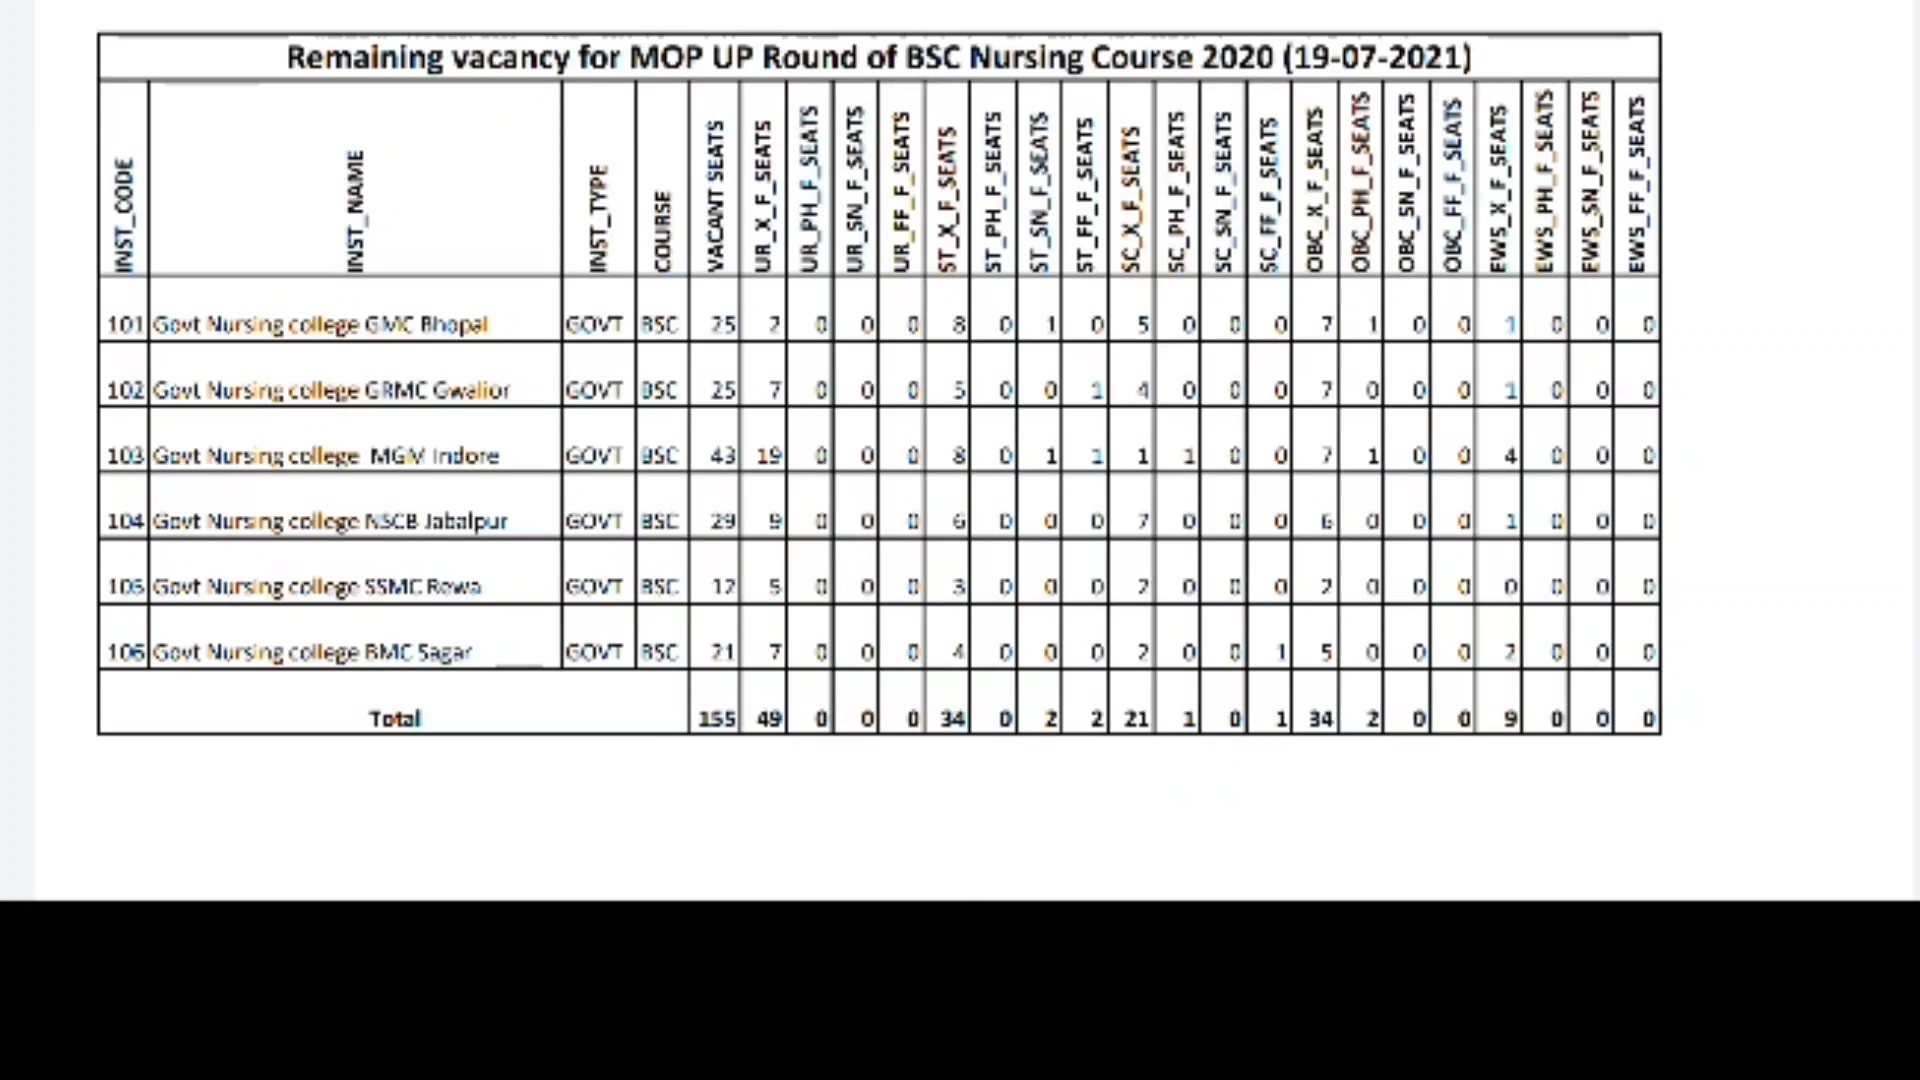 Remaining vacancy for MOP UP Round of BSC Nursing Course 2020 (19-07-2021)
INST_CODE INST_NAME INST_TYPE COURSE VACANT SEATS UR_X_F_SEATS UR_PH_F_SEATS UR_SN_F_SEATS UR_FF_F_SEATS ST_X_F_SEATS ST_PH_F_SEATS ST_SN_F_SEATS ST_FF_F_SEATS SC_X_F_SEATS SC_PH_F_SEATS SC_SN_F_SEATS SC_FF_F_SEATS OBC_X_F_SEATS OBC_PH_F_SEATS OBC_SN_F_SEATS OBC_FF_F_SEATS EWS_X_F_SEATS EWS_PH_F_SEATS EWS_SN_F_SEATS EWS_FF_F_SEATS
101 Govt Nursing college GMC Bhopal GOVT BSC 25 2 0 0 0 8 0 1 0 5 0 0 0 7 1 0 0 1 0 0 0
102 Govt Nursing college GRMC Gwalior GOVT BSC 25 7 0 0 0 5 0 0 1 4 0 0 0 7 0 0 0 1 0 0 0
103 Govt Nursing college MGM Indore GOVT BSC 43 19 0 0 0 8 0 1 1 1 1 0 0 7 1 0 0 4 0 0 0
104 Govt Nursing college NSCB Jabalpur GOVT BSC 29 9 0 0 0 6 0 0 0 7 0 0 0 6 0 0 0 1 0 0 0
105 Govt Nursing college SSMC Rewa GOVT BSC 12 5 0 0 0 3 0 0 0 2 0 0 0 2 0 0 0 0 0 0 0
106 Govt Nursing college BMC Sagar GOVT BSC 21 7 0 0 0 4 0 0 0 2 0 0 1 5 0 0 0 2 0 0 0
Total 155 49 0 0 0 34 0 2 2 21 1 0 1 34 2 0 0 9 0 0 0